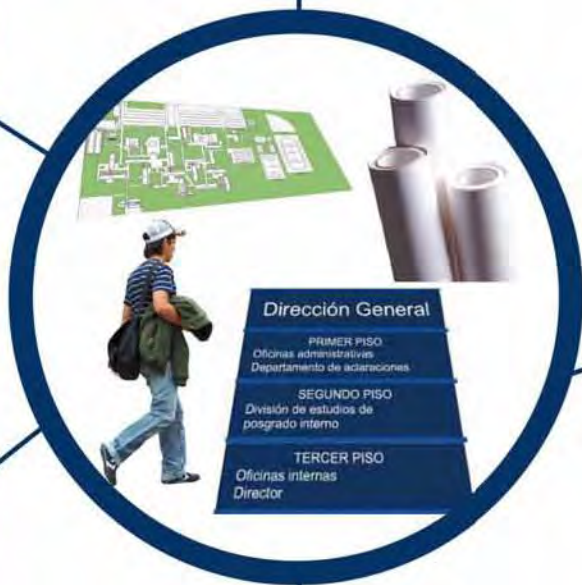 Dirección General
PRIMER PISO
Oficinas administrativas
Departamento de aclaraciones
SEGUNDO PISO
División de estudios de
posgrado interno
TERCER PISO
Oficinas internas
Director